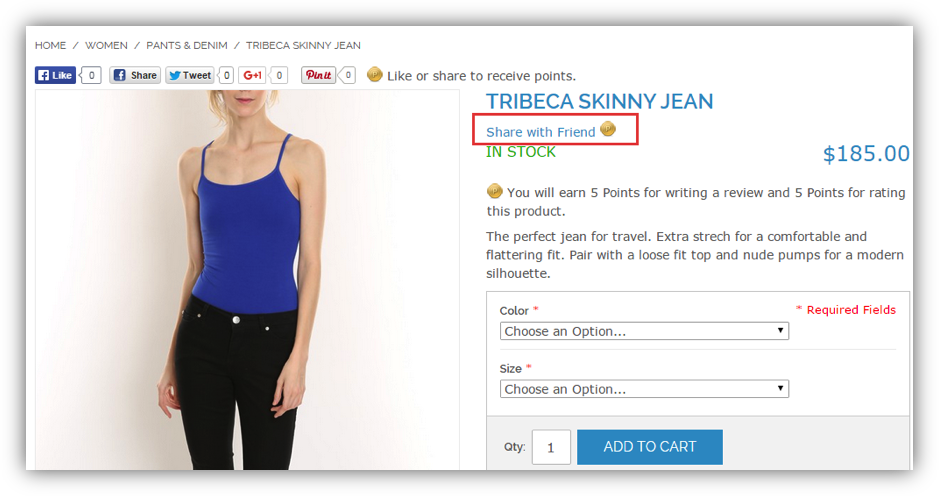 HOME / WOMEN / PANTS & DENIM / TRIBECA SKINNY JEAN
Like 0 Share Tweet 0 G+1 0 Pinit 0 P Like or share to receive points.
TRIBECA SKINNY JEAN
Share with Friend P
IN STOCK
$185.00
P You will earn 5 Points for writing a review and 5 Points for rating
this product.
The perfect jean for travel. Extra strech for a comfortable and
flattering fit. Pair with a loose fit top and nude pumps for a modern
silhouette.
Color * * Required Fields
Choose an Option...
Size *
Choose an Option...
Qty: 1 ADD TO CART